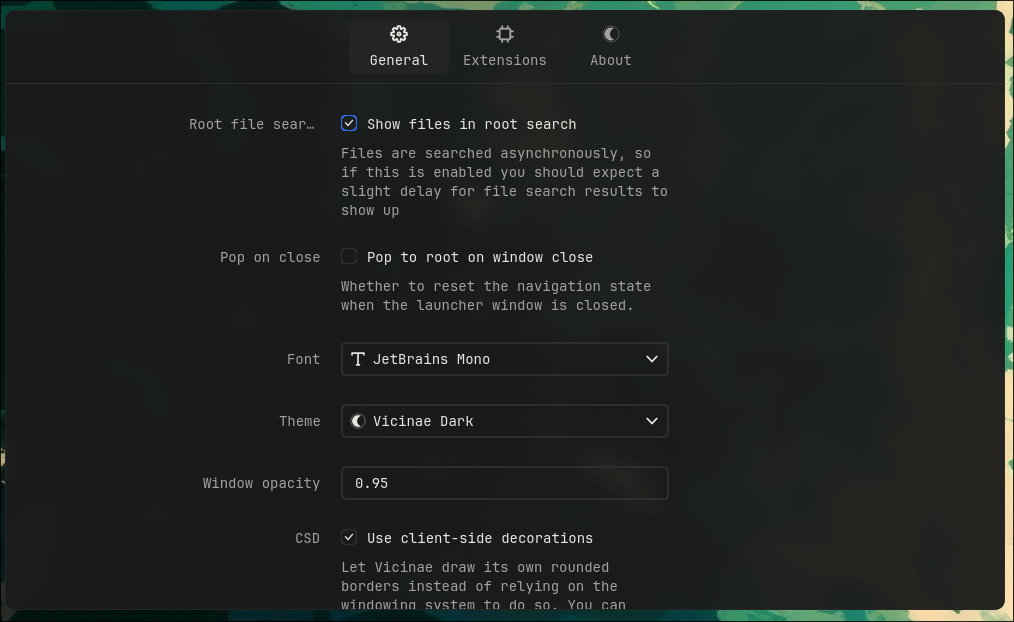 General
Extensions
About
Root file sear…
Show files in root search
Files are searched asynchronously, so
if this is enabled you should expect a
slight delay for file search results to
show up
Pop on close
Pop to root on window close
Whether to reset the navigation state
when the launcher window is closed.
Font
JetBrains Mono
Theme
Vicinae Dark
Window opacity
0.95
CSD
Use client-side decorations
Let Vicinae draw its own rounded
borders instead of relying on the
windowing system to do so. You can